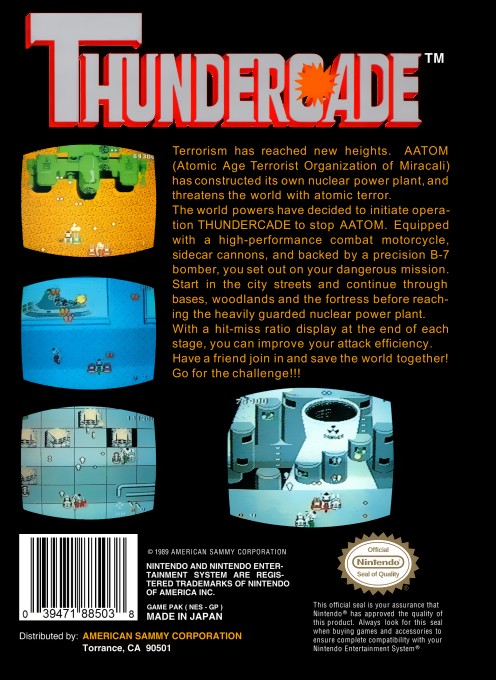 THUNDERCADE™
Terrorism has reached new heights. AATOM
(Atomic Age Terrorist Organization of Miracali)
has constructed its own nuclear power plant, and
threatens the world with atomic terror.
The world powers have decided to initiate opera-
tion THUNDERCADE to stop AATOM. Equipped
with a high-performance combat motorcycle,
sidecar cannons, and backed by a precision B-7
bomber, you set out on your dangerous mission.
Start in the city streets and continue through
bases, woodlands and the fortress before reach-
ing the heavily guarded nuclear power plant.
With a hit-miss ratio display at the end of each
stage, you can improve your attack efficiency.
Have a friend join in and save the world together!
Go for the challenge!!!
DANGER
© 1989 AMERICAN SAMMY CORPORATION
NINTENDO AND NINTENDO ENTER-
TAINMENT SYSTEM ARE REGIS-
TERED TRADEMARKS OF NINTENDO
OF AMERICA INC.
GAME PAK ( NES - GP )
MADE IN JAPAN
0 39471 88503 8
Distributed by: AMERICAN SAMMY CORPORATION
Torrance, CA 90501
Official
Nintendo®
Seal of Quality
This official seal is your assurance that
Nintendo® has approved the quality of
this product. Always look for this seal
when buying games and accessories to
ensure complete compatibility with your
Nintendo Entertainment System®